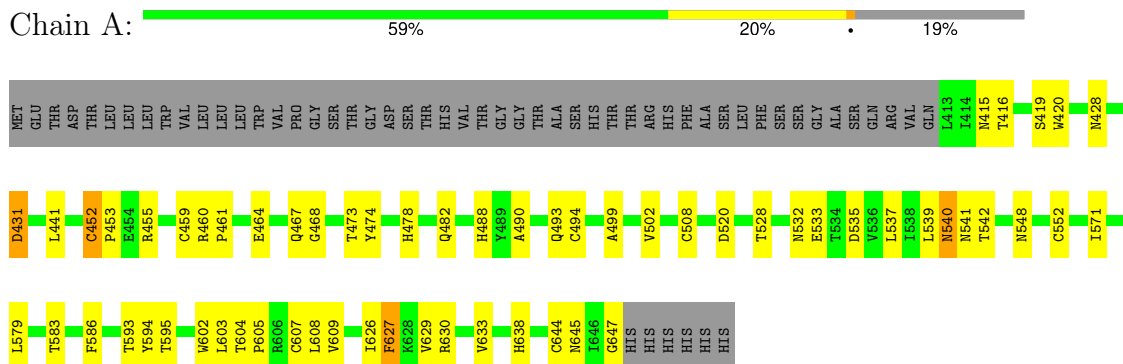 Chain A:
59% 20% • 19%
MET GLU THR ASP THR LEU LEU LEU TRP VAL LEU LEU LEU TRP VAL PRO GLY SER THR GLY ASP SER THR HIS VAL THR GLY GLY THR ALA SER HIS THR THR ARG HIS PHE ALA SER LEU PHE SER SER GLY ALA SER GLN ARG VAL GLN L413 I414 N415 T416 S419 W420 N428
D431 L441 C452 P453 E454 R455 C459 R460 P461 E464 Q467 G468 T473 Y474 H478 Q482 H488 Y489 A490 Q493 C494 A499 V502 C508 D520 T528 N532 E533 T534 D535 V536 L537 I538 L539 N540 N541 T542 N548 C552 I571
L579 T583 F586 T593 Y594 T595 W602 L603 T604 P605 R606 C607 L608 V609 I626 F627 K628 V629 R630 V633 H638 C644 N645 I646 G647 HIS HIS HIS HIS HIS HIS